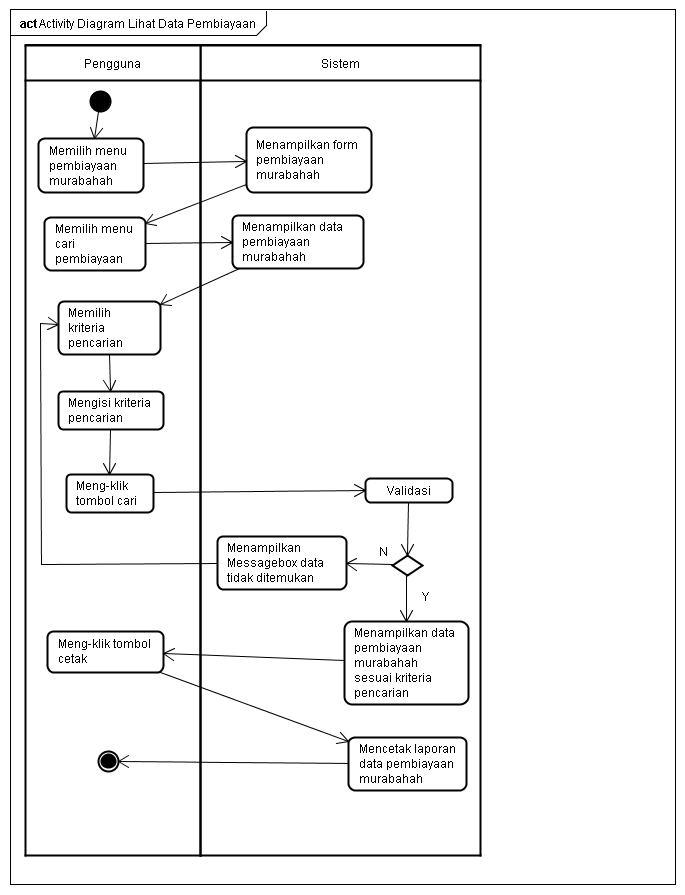 act Activity Diagram Lihat Data Pembiayaan
Pengguna
Sistem
Memilih menu
pembiayaan
murabahah
Menampilkan form
pembiayaan
murabahah
Memilih menu
cari
pembiayaan
Menampilkan data
pembiayaan
murabahah
Memilih
kriteria
pencarian
Mengisi kriteria
pencarian
Meng-klik
tombol cari
Validasi
N
Menampilkan
Messagebox data
tidak ditemukan
Y
Menampilkan data
pembiayaan
murabahah
sesuai kriteria
pencarian
Meng-klik tombol
cetak
Mencetak laporan
data pembiayaan
murabahah